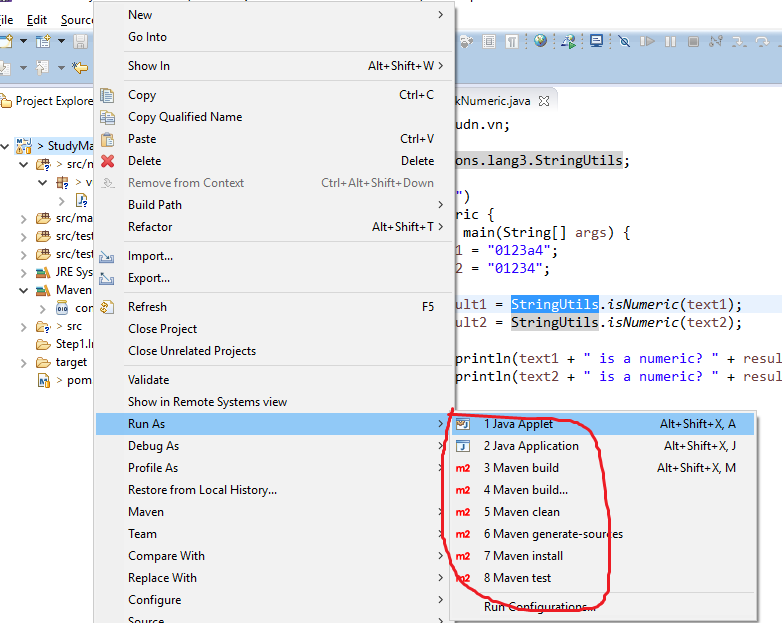 ile Edit Sourc
New
Go Into
Show In Alt+Shift+W
Copy Ctrl+C
Copy Qualified Name
Paste Ctrl+V
Delete Delete
Remove from Context Ctrl+Alt+Shift+Down
Build Path
Refactor Alt+Shift+T
Import...
Export...
Refresh F5
Close Project
Close Unrelated Projects
Validate
Show in Remote Systems view
Run As
Debug As
Profile As
Restore from Local History...
Maven
Team
Compare With
Replace With
Configure
Source
Project Explore
> StudyMa
> src/m
> v
src/ma
src/test
src/test
JRE Sys
Maven
con
> src
Step1.ln
target
> pom
kNumeric.java
udn.vn;
ons.lang3.StringUtils;
")
ric {
main(String[] args) {
1 = "0123a4";
2 = "01234";
ult1 = StringUtils.isNumeric(text1);
ult2 = StringUtils.isNumeric(text2);
println(text1 + " is a numeric? " + resul
println(text2 + " is a numeric? " + resul
1 Java Applet Alt+Shift+X, A
2 Java Application Alt+Shift+X, J
3 Maven build Alt+Shift+X, M
m2 4 Maven build...
m2 5 Maven clean
m2 6 Maven generate-sources
m2 7 Maven install
m2 8 Maven test
Run Configurations...